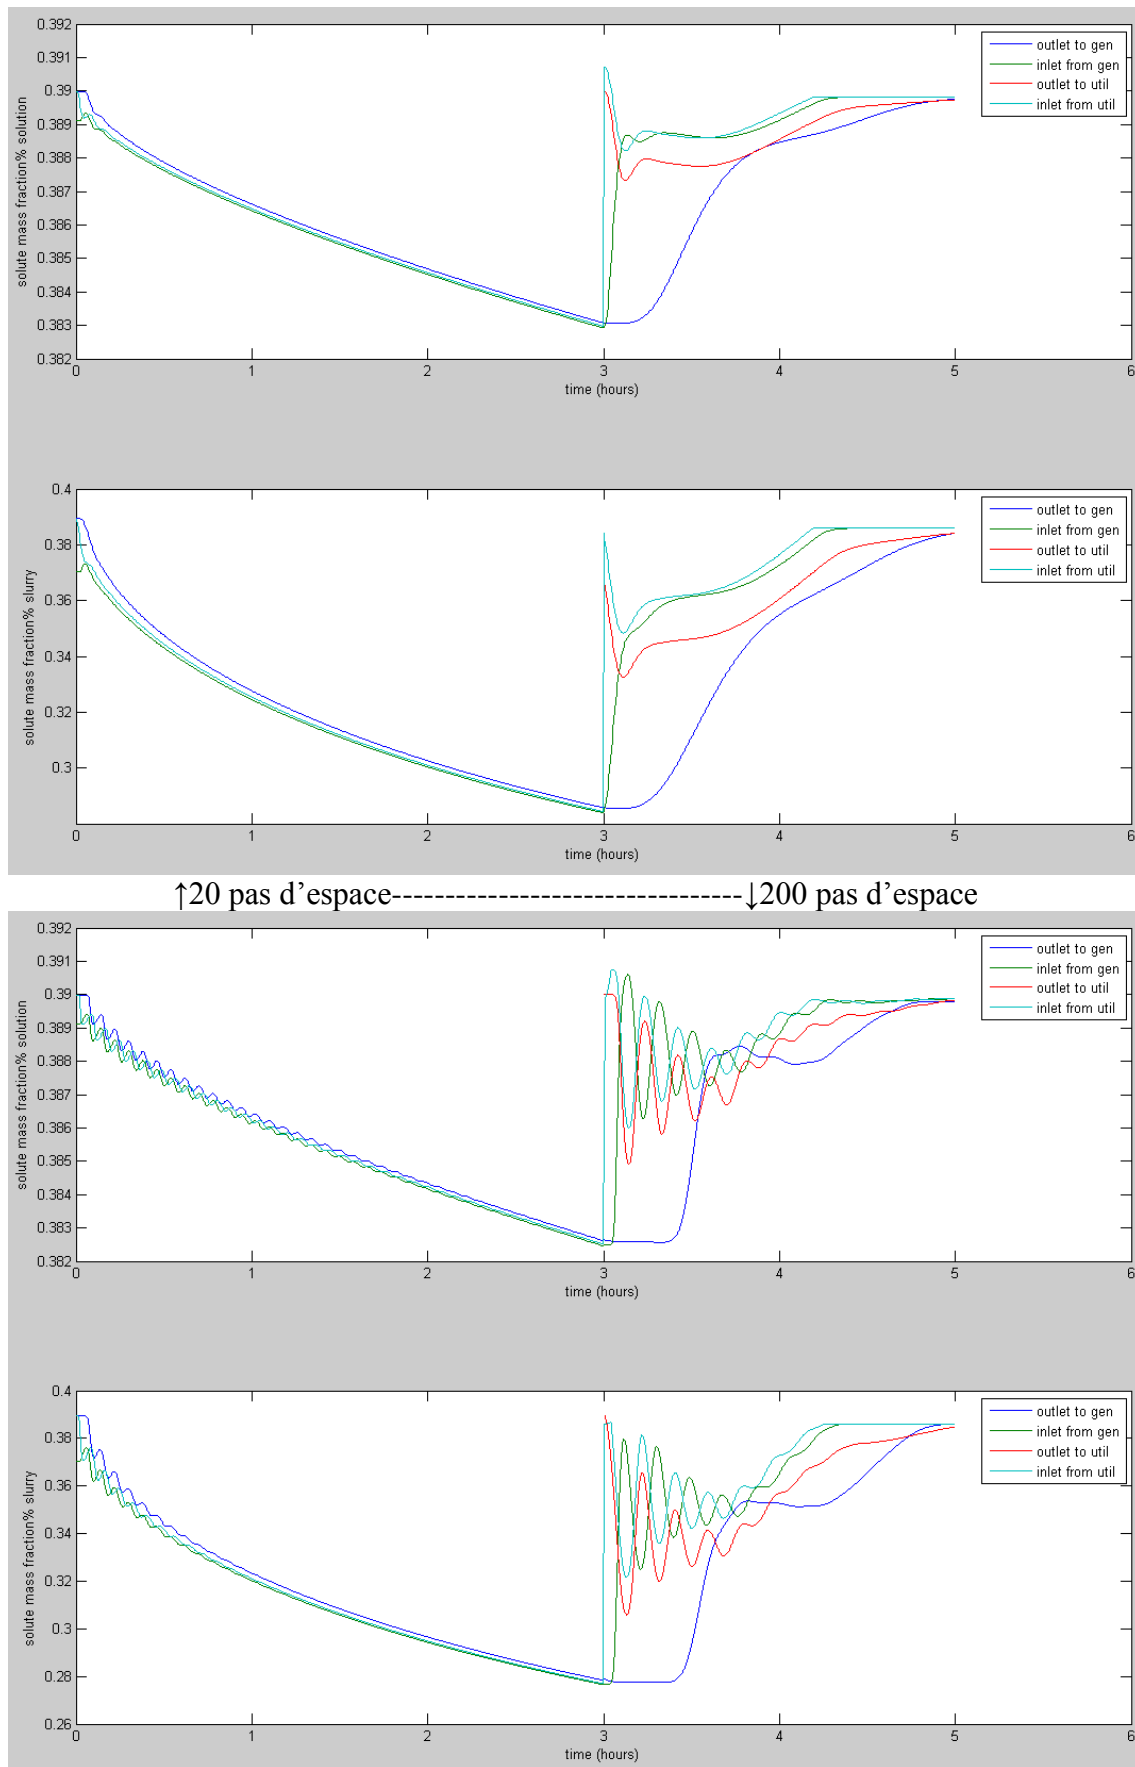 0.392
0.391
0.39
0.389
0.388
0.387
0.386
0.385
0.384
0.383
0.382
solute mass fraction% solution
outlet to gen
inlet from gen
outlet to util
inlet from util
0 1 2 3 4 5 6
time (hours)
0.4
0.38
0.36
0.34
0.32
0.3
solute mass fraction% slurry
outlet to gen
inlet from gen
outlet to util
inlet from util
0 1 2 3 4 5 6
time (hours)
↑20 pas d’espace-------------------------------↓200 pas d’espace
0.392
0.391
0.39
0.389
0.388
0.387
0.386
0.385
0.384
0.383
0.382
solute mass fraction% solution
outlet to gen
inlet from gen
outlet to util
inlet from util
0 1 2 3 4 5 6
time (hours)
0.4
0.38
0.36
0.34
0.32
0.3
0.28
0.26
solute mass fraction% slurry
outlet to gen
inlet from gen
outlet to util
inlet from util
0 1 2 3 4 5 6
time (hours)